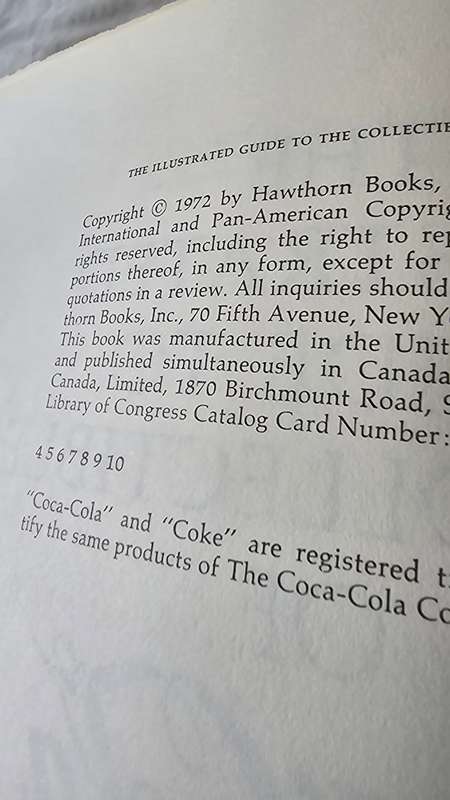 THE ILLUSTRATED GUIDE TO THE COLLECTI
Copyright © 1972 by Hawthorn Books,
International and Pan-American Copyrig
rights reserved, including the right to rep
portions thereof, in any form, except for
quotations in a review. All inquiries should
thorn Books, Inc., 70 Fifth Avenue, New Y
This book was manufactured in the Unit
and published simultaneously in Canada
Canada, Limited, 1870 Birchmount Road, S
Library of Congress Catalog Card Number:
4 5 6 7 8 9 10
"Coca-Cola" and "Coke" are registered t
tify the same products of The Coca-Cola Co